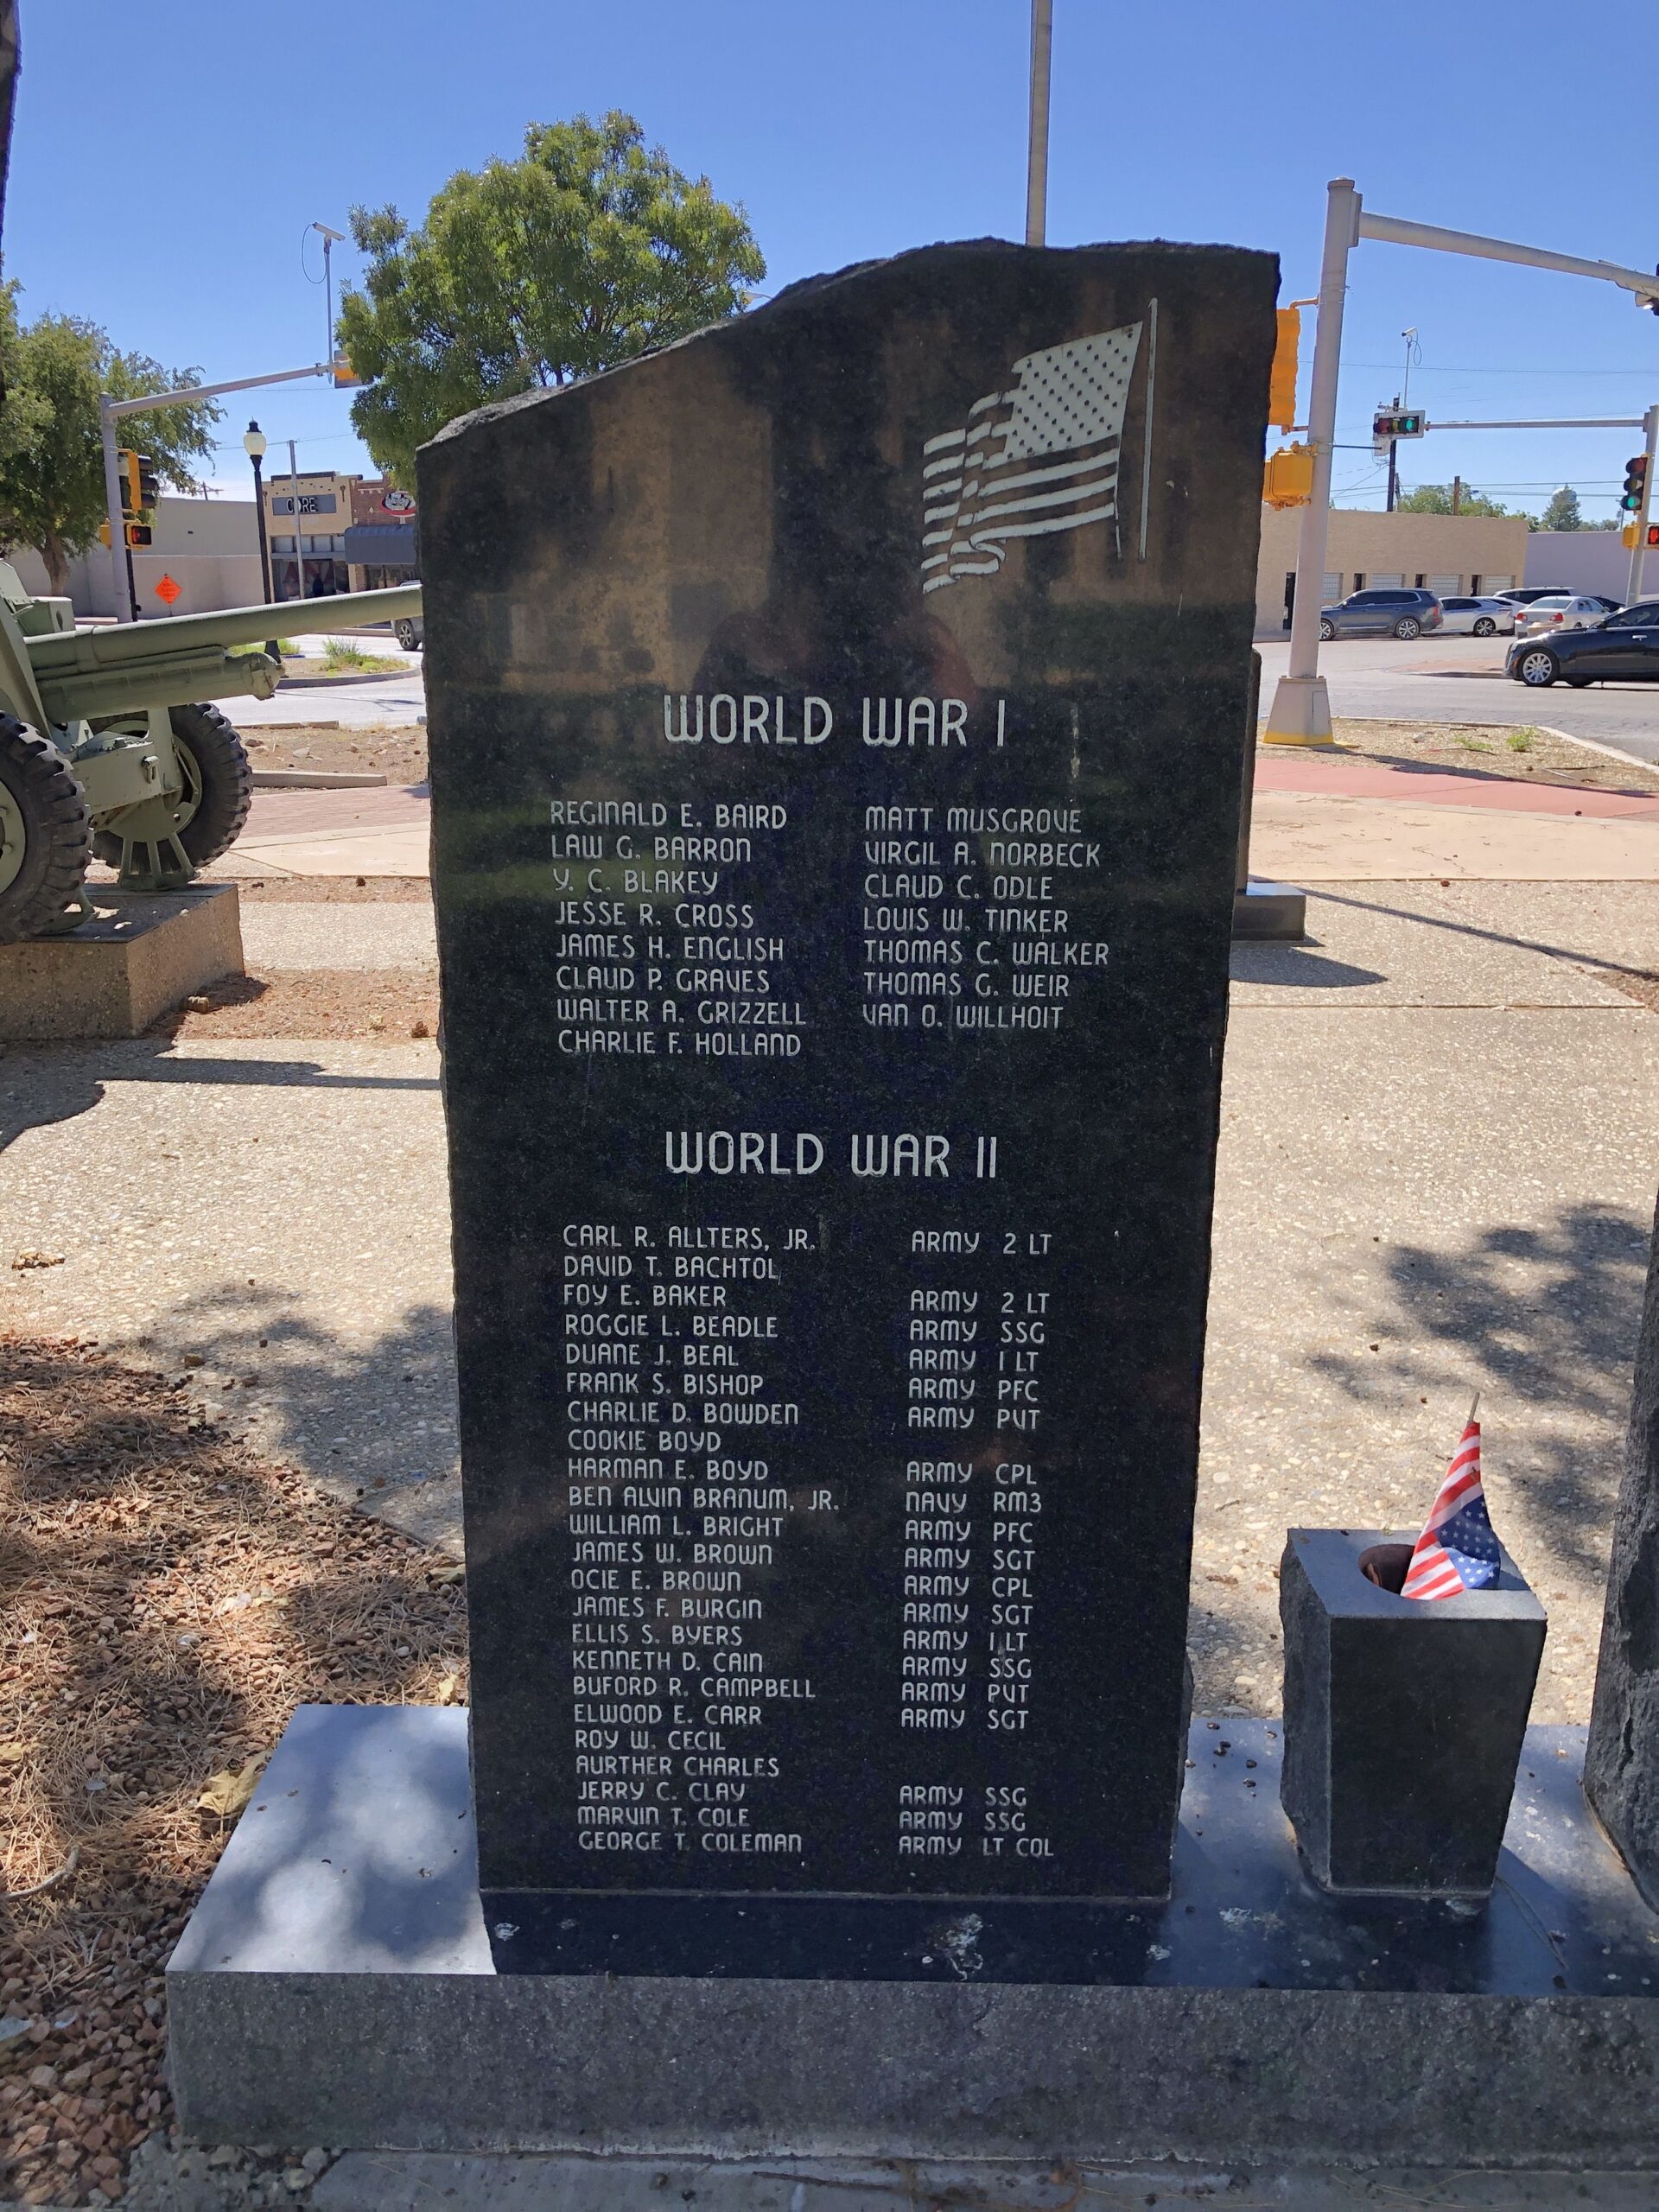 WORLD WAR I
REGINALD E. BAIRD
LAW G. BARRON
Y. C. BLAKEY
JESSE R. CROSS
JAMES H. ENGLISH
CLAUD P. GRAVES
WALTER A. GRIZZELL
CHARLIE F. HOLLAND
MATT MUSGROVE
VIRGIL A. NORBECK
CLAUD C. ODLE
LOUIS W. TINKER
THOMAS C. WALKER
THOMAS G. WEIR
VAN O. WILLHOIT
WORLD WAR II
CARL R. ALLTERS, JR. ARMY 2 LT
DAVID T. BACHTOL
FOY E. BAKER ARMY 2 LT
ROGGIE L. BEADLE ARMY SSG
DUANE J. BEAL ARMY 1 LT
FRANK S. BISHOP ARMY PFC
CHARLIE D. BOWDEN ARMY PVT
COOKIE BOYD
HARMAN E. BOYD ARMY CPL
BEN ALVIN BRANUM, JR. NAVY RM3
WILLIAM L. BRIGHT ARMY PFC
JAMES W. BROWN ARMY SGT
OCIE E. BROWN ARMY CPL
JAMES F. BURGIN ARMY SGT
ELLIS S. BYERS ARMY 1 LT
KENNETH D. CAIN ARMY SSG
BUFORD R. CAMPBELL ARMY PVT
ELWOOD E. CARR ARMY SGT
ROY W. CECIL
AURTHER CHARLES
JERRY C. CLAY ARMY SSG
MARVIN T. COLE ARMY SSG
GEORGE T. COLEMAN ARMY LT COL